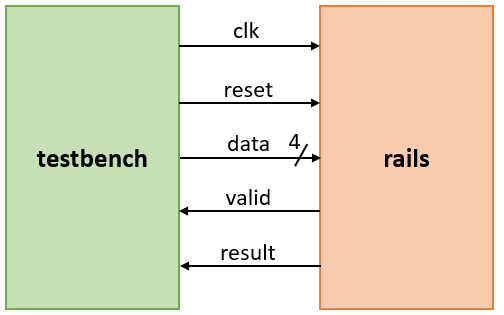 clk
reset
data 4
testbench
rails
valid
result